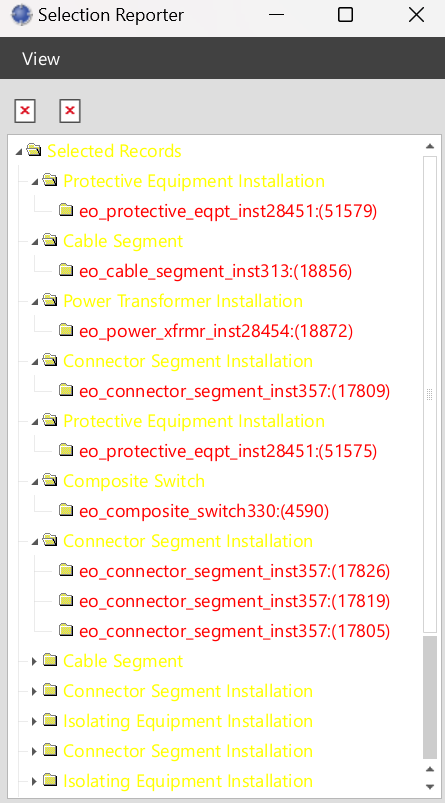 Selection Reporter
View
Selected Records
Protective Equipment Installation
eo_protective_eqpt_inst28451:(51579)
Cable Segment
eo_cable_segment_inst313:(18856)
Power Transformer Installation
eo_power_xfrmr_inst28454:(18872)
Connector Segment Installation
eo_connector_segment_inst357:(17809)
Protective Equipment Installation
eo_protective_eqpt_inst28451:(51575)
Composite Switch
eo_composite_switch330:(4590)
Connector Segment Installation
eo_connector_segment_inst357:(17826)
eo_connector_segment_inst357:(17819)
eo_connector_segment_inst357:(17805)
Cable Segment
Connector Segment Installation
Isolating Equipment Installation
Connector Segment Installation
Isolating Equipment Installation